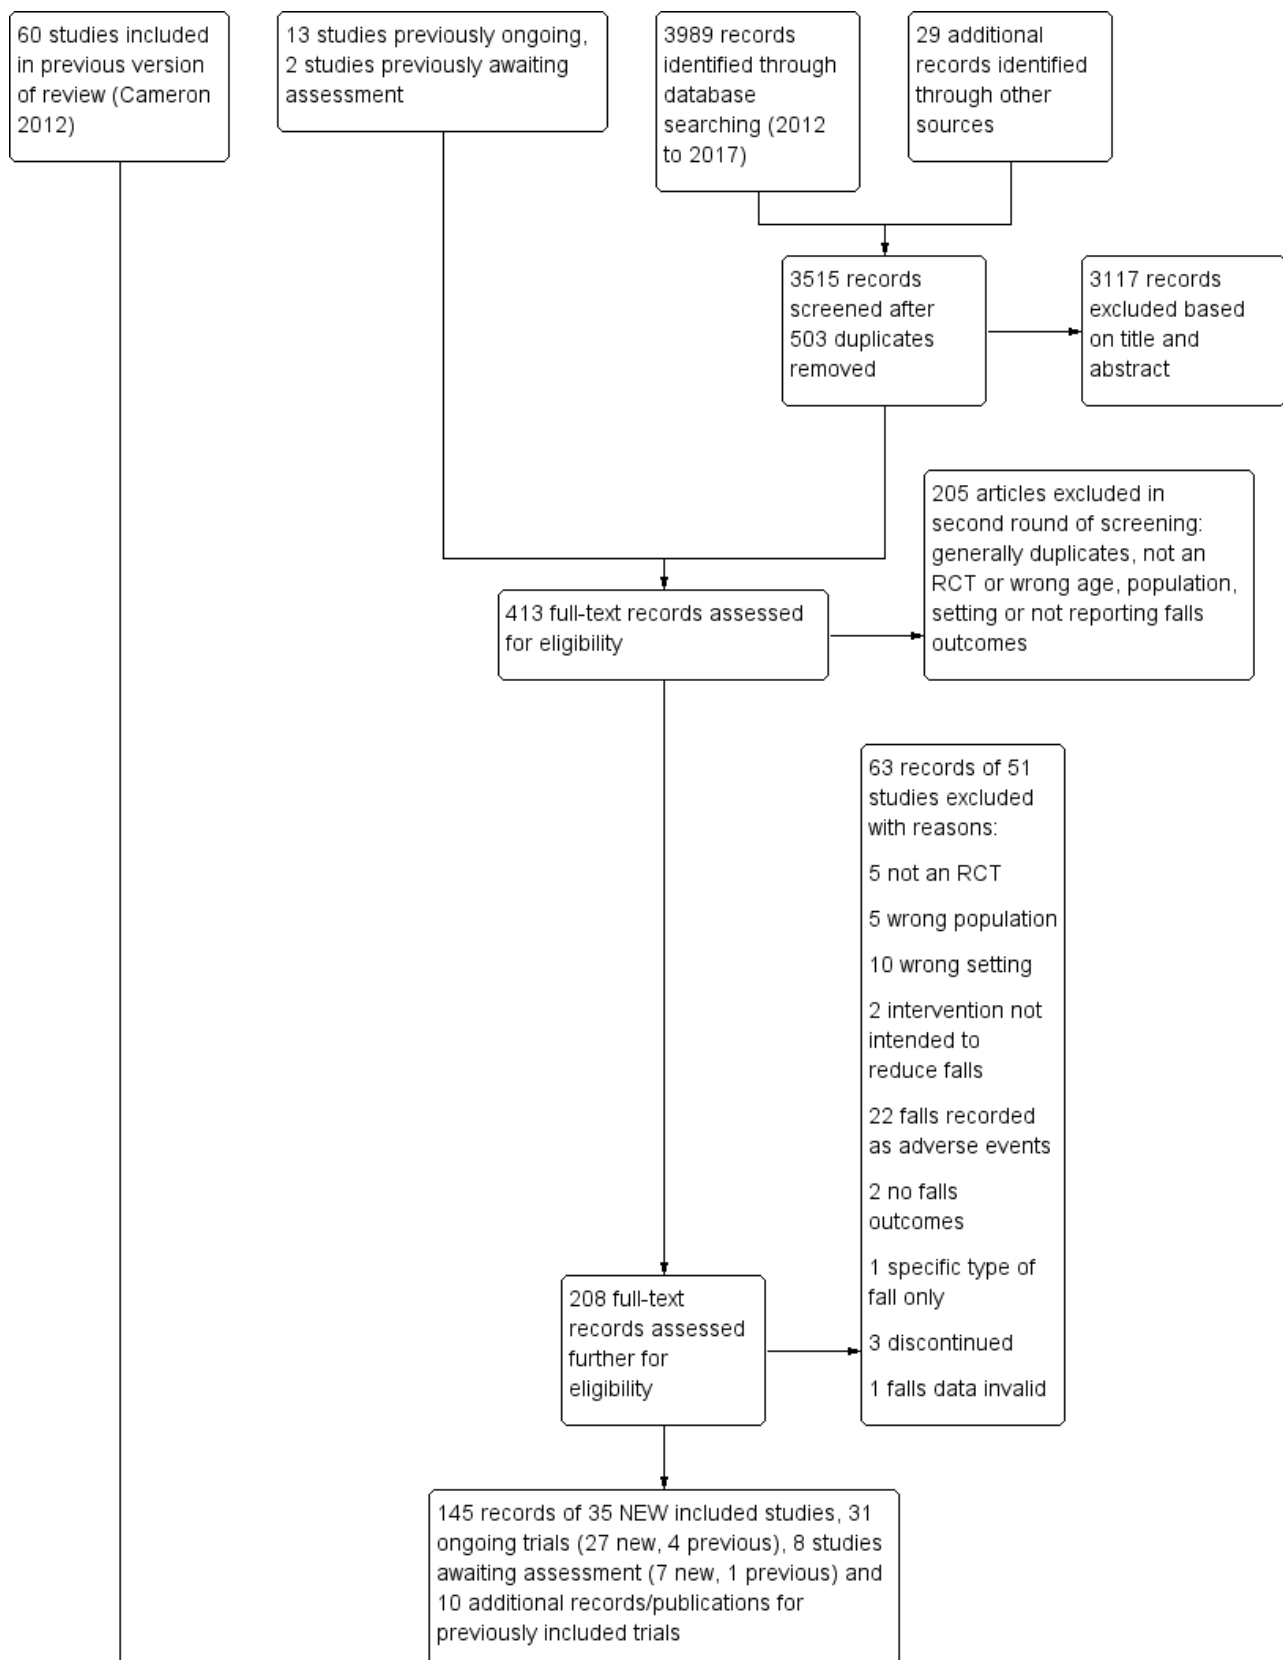 60 studies included
in previous version
of review (Cameron
2012)
13 studies previously ongoing,
2 studies previously awaiting
assessment
3989 records
identified through
database
searching (2012
to 2017)
29 additional
records identified
through other
sources
3515 records
screened after
503 duplicates
removed
3117 records
excluded based
on title and
abstract
205 articles excluded in
second round of screening:
generally duplicates, not an
RCT or wrong age, population,
setting or not reporting falls
outcomes
413 full-text records assessed
for eligibility
63 records of 51
studies excluded
with reasons:
5 not an RCT
5 wrong population
10 wrong setting
2 intervention not
intended to
reduce falls
22 falls recorded
as adverse events
2 no falls
outcomes
1 specific type of
fall only
3 discontinued
1 falls data invalid
208 full-text
records assessed
further for
eligibility
145 records of 35 NEW included studies, 31
ongoing trials (27 new, 4 previous), 8 studies
awaiting assessment (7 new, 1 previous) and
10 additional records/publications for
previously included trials